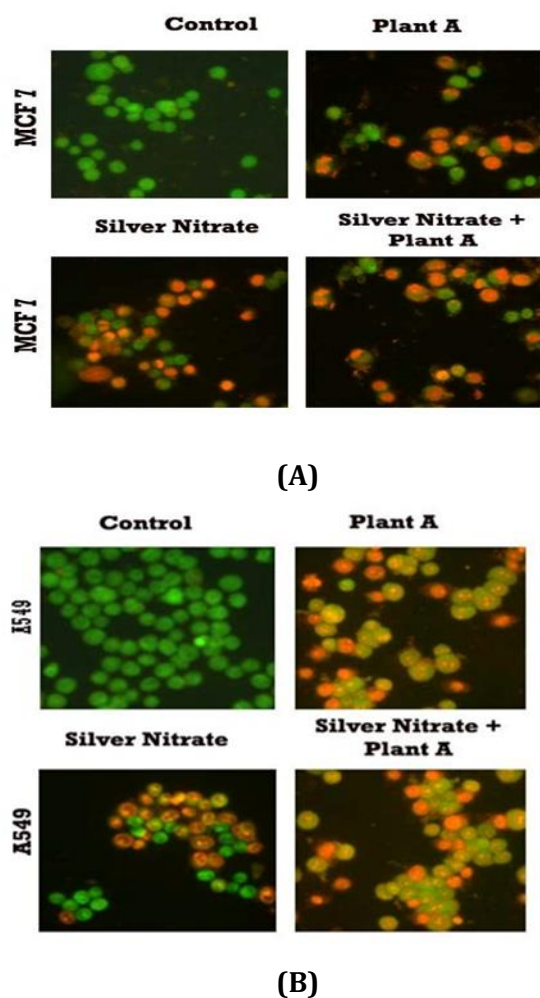 Control
Plant A
MCF 7
Silver Nitrate
Silver Nitrate +
Plant A
MCF 7
(A)
Control
Plant A
A549
Silver Nitrate
Silver Nitrate +
Plant A
A549
(B)